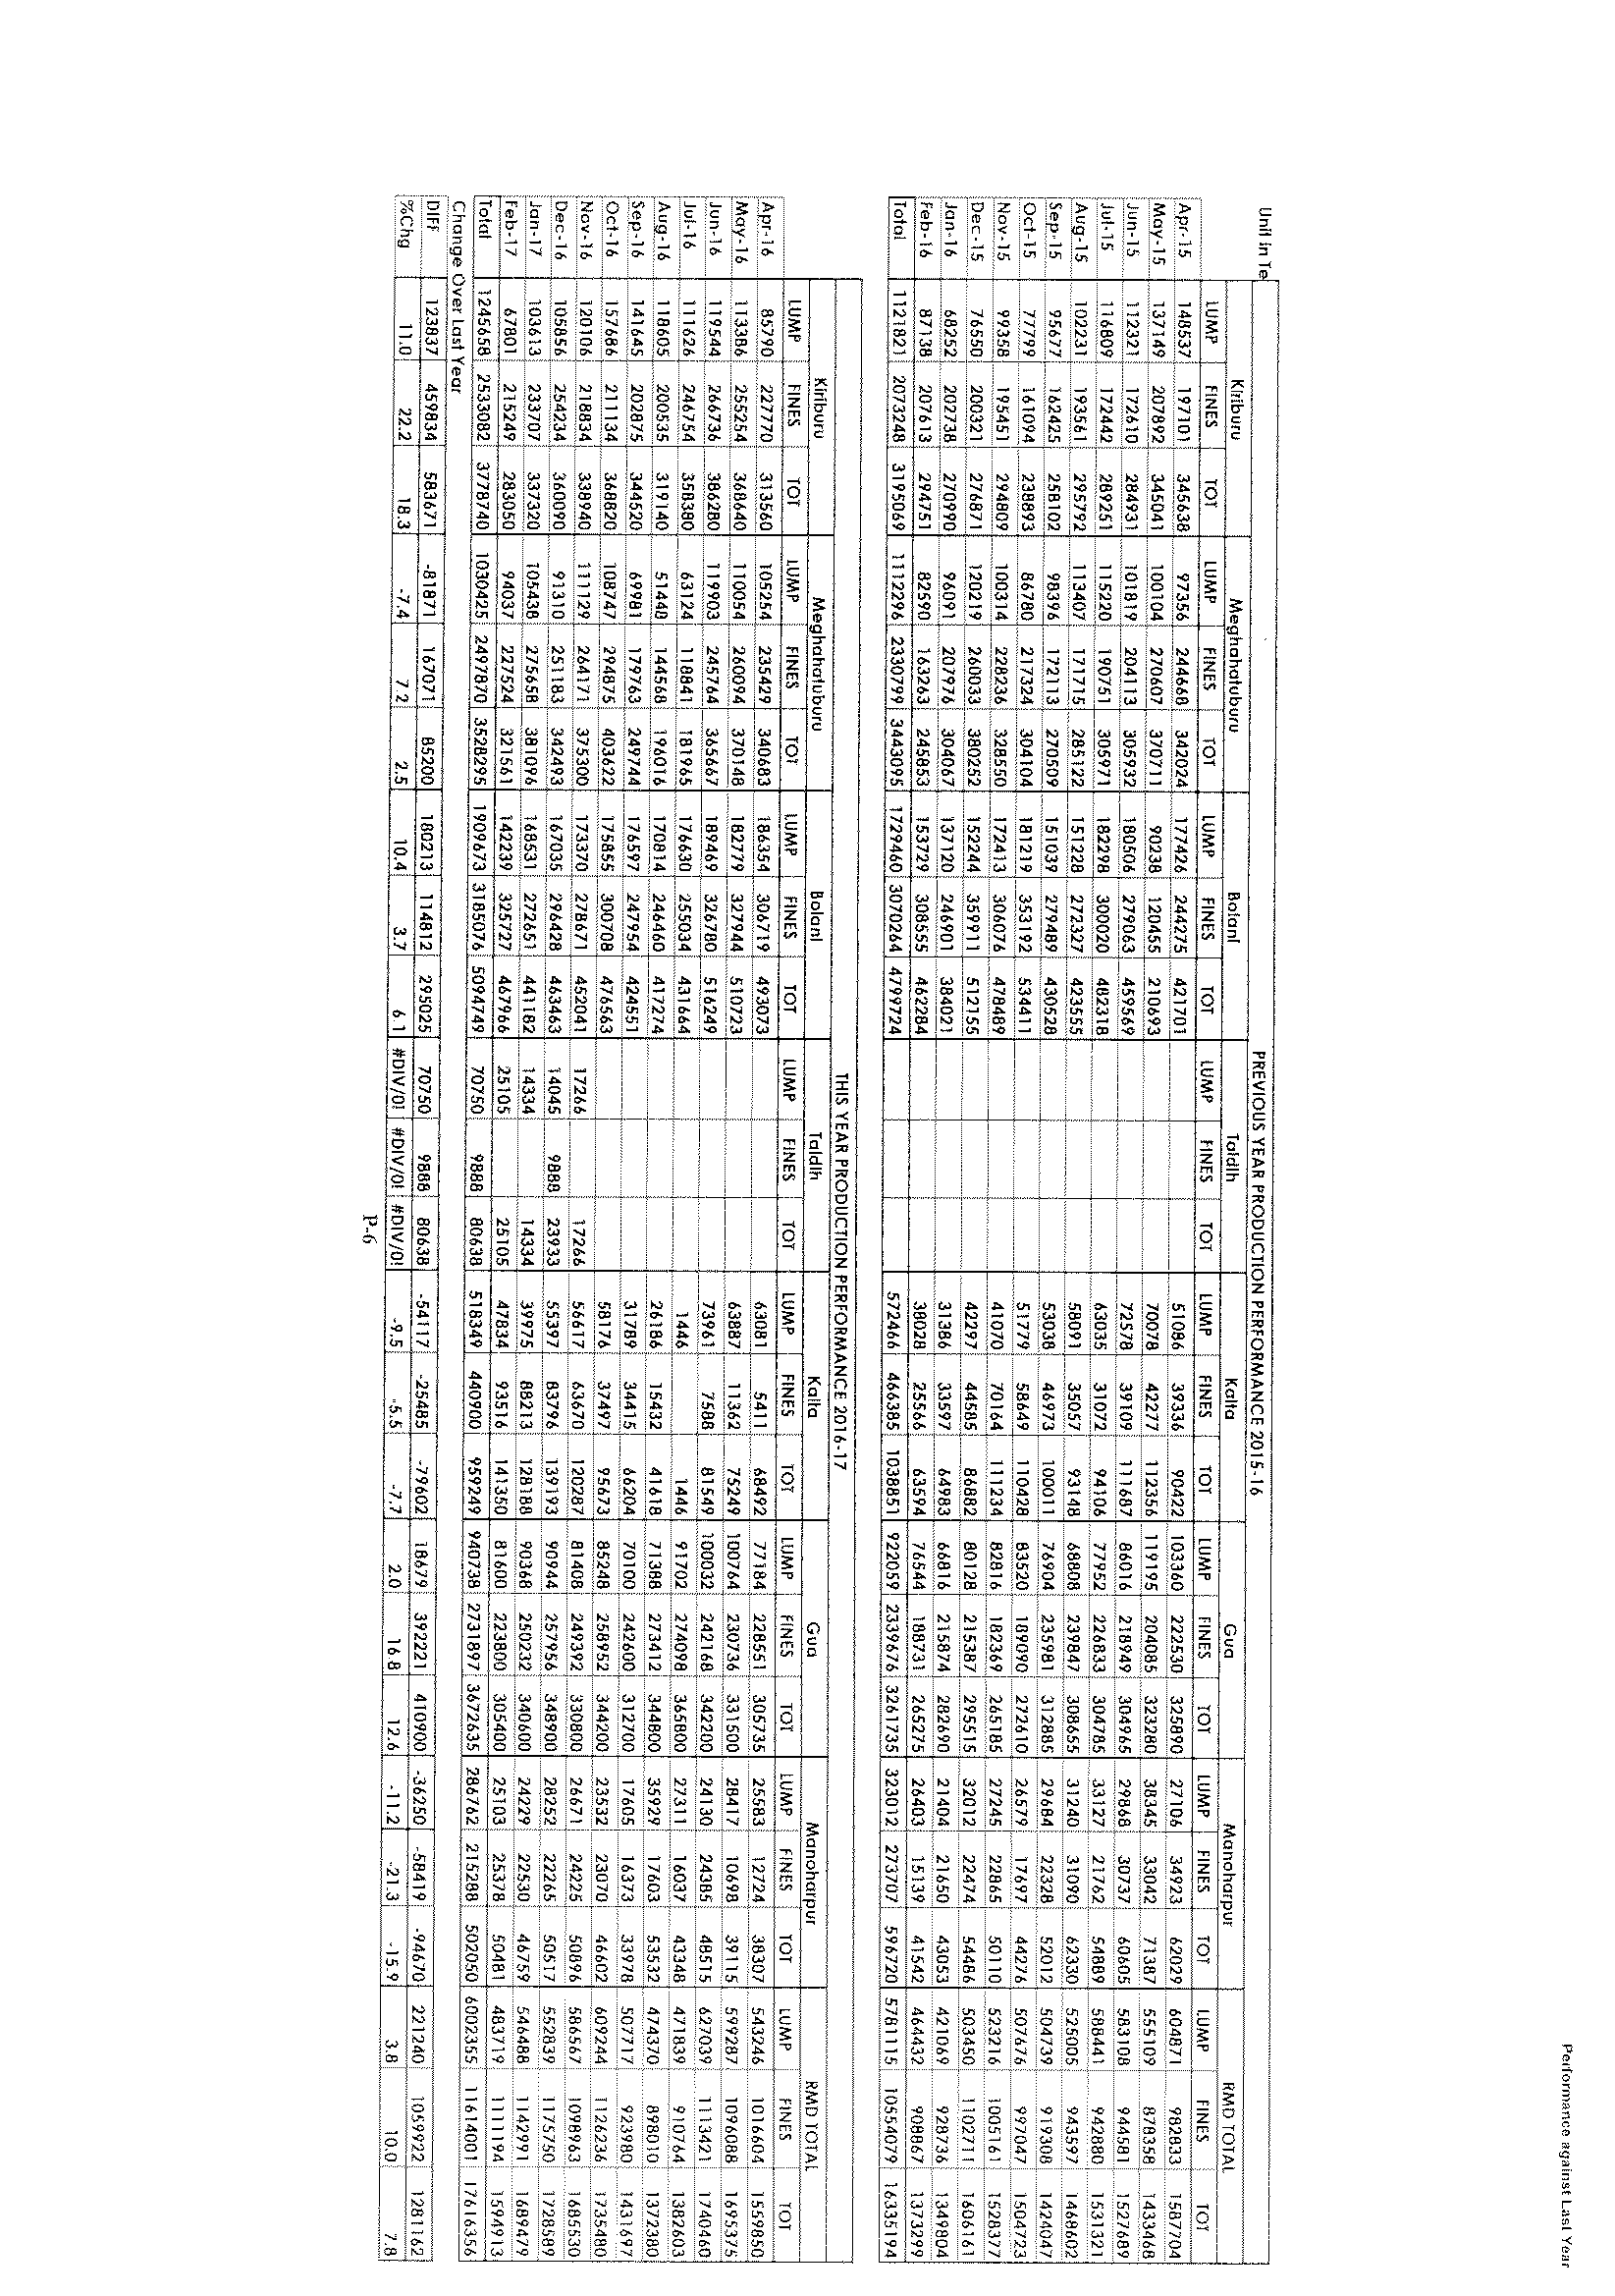 Performance against Last Year
Unit in Te
PREVIOUS YEAR PRODUCTION PERFORMANCE 2015-16
Kiriburu Meghahatuburu Bolani Taldih Kalta Gua Manoharpur RMD TOTAL
LUMP FINES TOT LUMP FINES TOT LUMP FINES TOT LUMP FINES TOT LUMP FINES TOT LUMP FINES TOT LUMP FINES TOT LUMP FINES TOT
Apr-15 148537 197101 345638 97356 244668 342024 177426 244275 421701 51086 39336 90422 103360 222530 325890 27106 34923 62029 604871 982833 1587704
May-15 137149 207892 345041 100104 270607 370711 90238 120455 210693 70078 42277 112356 119195 204085 323280 38345 33042 71387 555109 878358 1433468
Jun-15 112321 172610 284931 101819 204113 305932 180506 279063 459569 72578 39109 111687 86016 218949 304965 29868 30737 60605 583108 944581 1527689
Jul-15 116809 172442 289251 115220 190751 305971 182298 300020 482318 63035 31072 94106 77952 226833 304785 33127 21762 54889 588441 942880 1531321
Aug-15 102231 193561 295792 113407 171715 285122 151228 272327 423555 58091 35057 93148 68808 239847 308655 31240 31090 62330 525005 943597 1468602
Sep-15 95677 162425 258102 98396 172113 270509 151039 279489 430528 53038 46973 100011 76904 235981 312885 29684 22328 52012 504739 919308 1424047
Oct-15 77799 161094 238893 86780 217324 304104 181219 353192 534411 51779 58649 110428 83520 189090 272610 26579 17697 44276 507676 997047 1504723
Nov-15 99358 195451 294809 100314 228236 328550 172413 306076 478489 41070 70164 111234 82816 182369 265185 27245 22865 50110 523216 1005161 1528377
Dec-15 76550 200321 276871 120219 260033 380252 152244 359911 512155 42297 44585 86882 80128 215387 295515 32012 22474 54486 503450 1102711 1606161
Jan-16 68252 202738 270990 96091 207976 304067 137120 246901 384021 31386 33597 64983 66816 215874 282690 21404 21650 43053 421069 928736 1349804
Feb-16 87138 207613 294751 82590 163263 245853 153729 308555 462284 38028 25566 63594 76544 188731 265275 26403 15139 41542 464432 908867 1373299
Total 1121821 2073248 3195069 1112296 2330799 3443095 1729460 3070264 4799724 572466 466385 1038851 922059 2339676 3261735 323012 273707 596720 5781115 10554079 16335194
THIS YEAR PRODUCTION PERFORMANCE 2016-17
Kiriburu Meghahatuburu Bolani Taldih Kalta Gua Manoharpur RMD TOTAL
LUMP FINES TOT LUMP FINES TOT LUMP FINES TOT LUMP FINES TOT LUMP FINES TOT LUMP FINES TOT LUMP FINES TOT LUMP FINES TOT
Apr-16 85790 227770 313560 105254 235429 340683 186354 306719 493073 63081 5411 68492 77184 228551 305735 25583 12724 38307 543246 1016604 1559850
May-16 113386 255254 368640 110054 260094 370148 182779 327944 510723 63887 11362 75249 100764 230736 331500 28417 10698 39115 599287 1096088 1695375
Jun-16 119544 266736 386280 119903 245764 365667 189469 326780 516249 73961 7588 81549 100032 242168 342200 24130 24385 48515 627039 1113421 1740460
Jul-16 111626 246754 358380 63124 118841 181965 176630 255034 431664 1446 1446 91702 274098 365800 27311 16037 43348 471839 910764 1382603
Aug-16 118605 200535 319140 51448 144568 196016 170814 246460 417274 26186 15432 41618 71388 273412 344800 35929 17603 53532 474370 898010 1372380
Sep-16 141645 202875 344520 69981 179763 249744 176597 247954 424551 31789 34415 66204 70100 242600 312700 17605 16373 33978 507717 923980 1431697
Oct-16 157686 211134 368820 108747 294875 403622 175855 300708 476563 58176 37497 95673 85248 258952 344200 23532 23070 46602 609244 1126236 1735480
Nov-16 120106 218834 338940 111129 264171 375300 173370 278671 452041 17266 17266 56617 63670 120287 81408 249392 330800 26671 24225 50896 586567 1098963 1685530
Dec-16 105856 254234 360090 91310 251183 342493 167035 296428 463463 14045 9888 23933 55397 83796 139193 90944 257956 348900 28252 22265 50517 552839 1175750 1728589
Jan-17 103613 233707 337320 105438 275658 381096 168531 272651 441182 14334 14334 39975 88213 128188 90368 250232 340600 24229 22530 46759 546488 1142991 1689479
Feb-17 67801 215249 283050 94037 227524 321561 142239 325727 467966 25105 25105 47834 93516 141350 81600 223800 305400 25103 25378 50481 483719 1111194 1594913
Total 1245658 2533082 3778740 1030425 2497870 3528295 1909673 3185076 5094749 70750 9888 80638 518349 440900 959249 940738 2731897 3672635 286762 215288 502050 6002355 11614001 17616356
Change Over Last Year
Diff 123837 459834 583671 -81871 167071 85200 180213 114812 295025 70750 9888 80638 -54117 -25485 -79602 18679 392221 410900 -36250 -58419 -94670 221240 1059922 1281162
%Chg 11.0 22.2 18.3 -7.4 7.2 2.5 10.4 3.7 6.1 #DIV/0! #DIV/0! #DIV/0! -9.5 -5.5 -7.7 2.0 16.8 12.6 -11.2 -21.3 -15.9 3.8 10.0 7.8
P-6